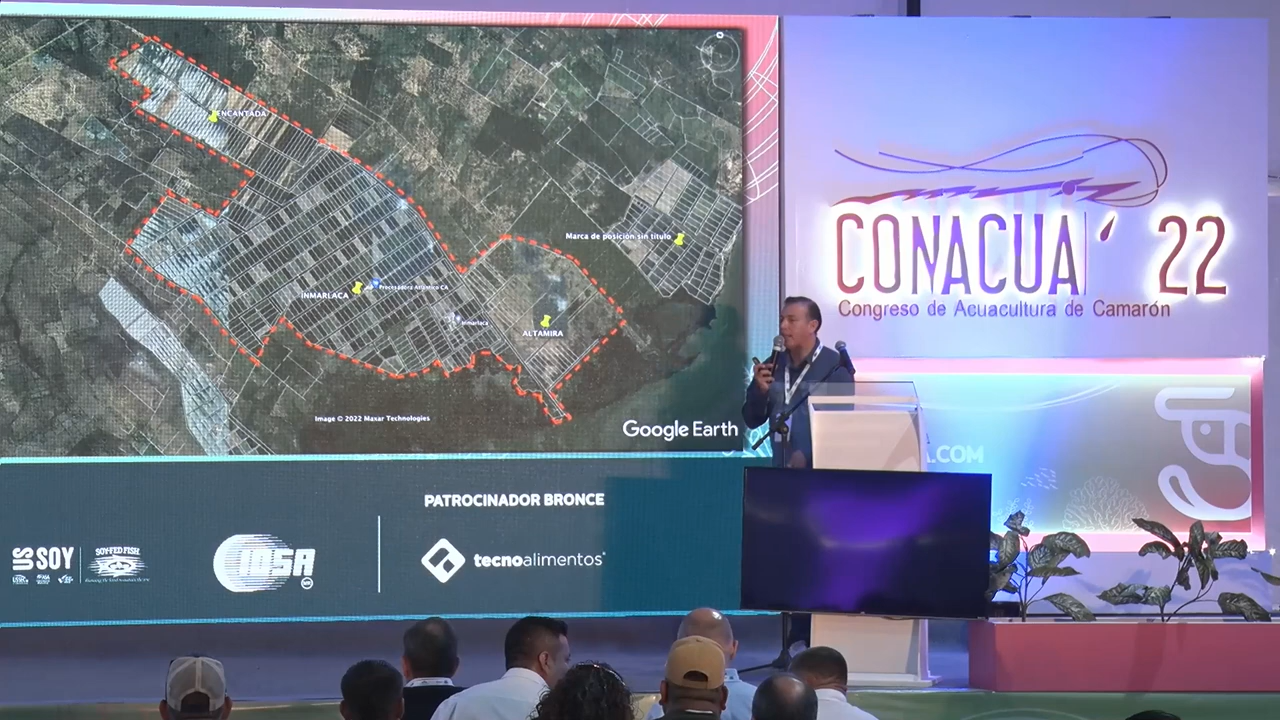 ENCANTADA
Marca de posición sin título
INMARLACA
Procesadora Atlántico CA
Inmarlaca
ALTAMIRA
Image © 2022 Maxar Technologies
Google Earth
CONACUA' 22
Congreso de Acuacultura de Camarón
.COM
PATROCINADOR BRONCE
US SOY
SOY-FED FISH
IOSA
tecnoalimentos